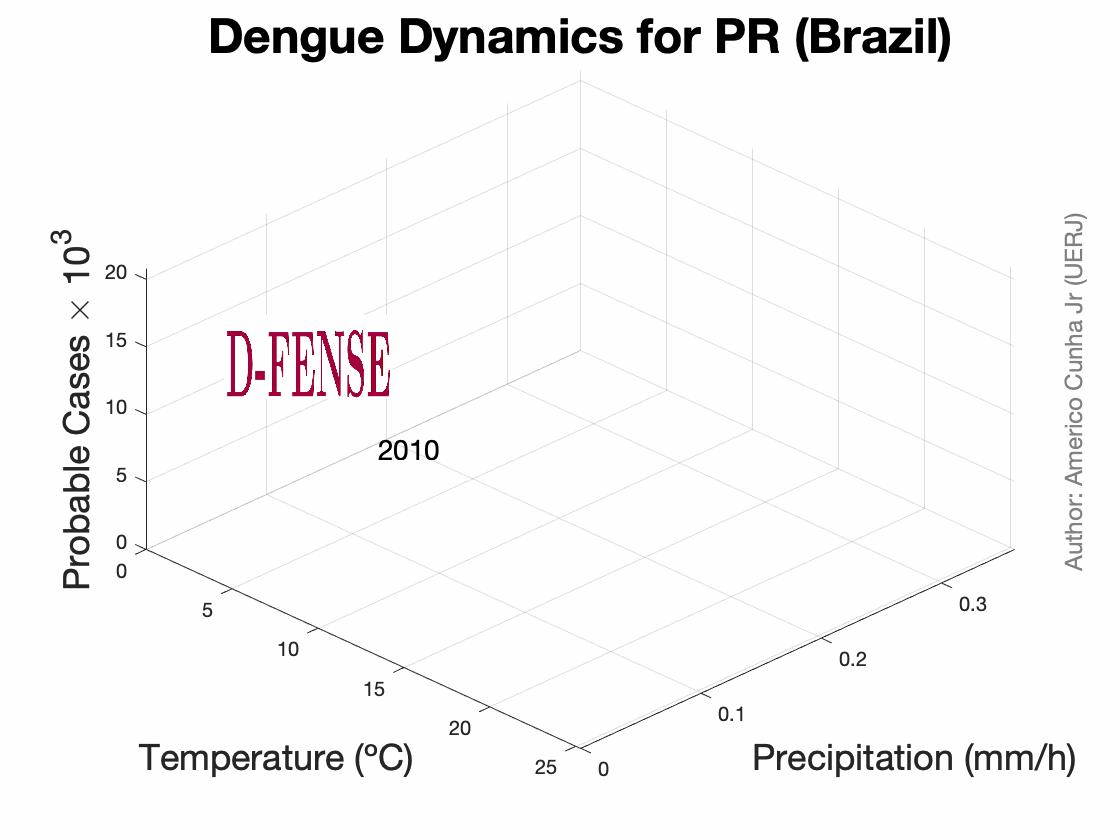 Dengue Dynamics for PR (Brazil)
Probable Cases × 10³
20
15
10
5
0
D-FENSE
2010
0
5
10
15
20
25
Temperature (ºC)
0
0.1
0.2
0.3
Precipitation (mm/h)
Author: Americo Cunha Jr (UERJ)